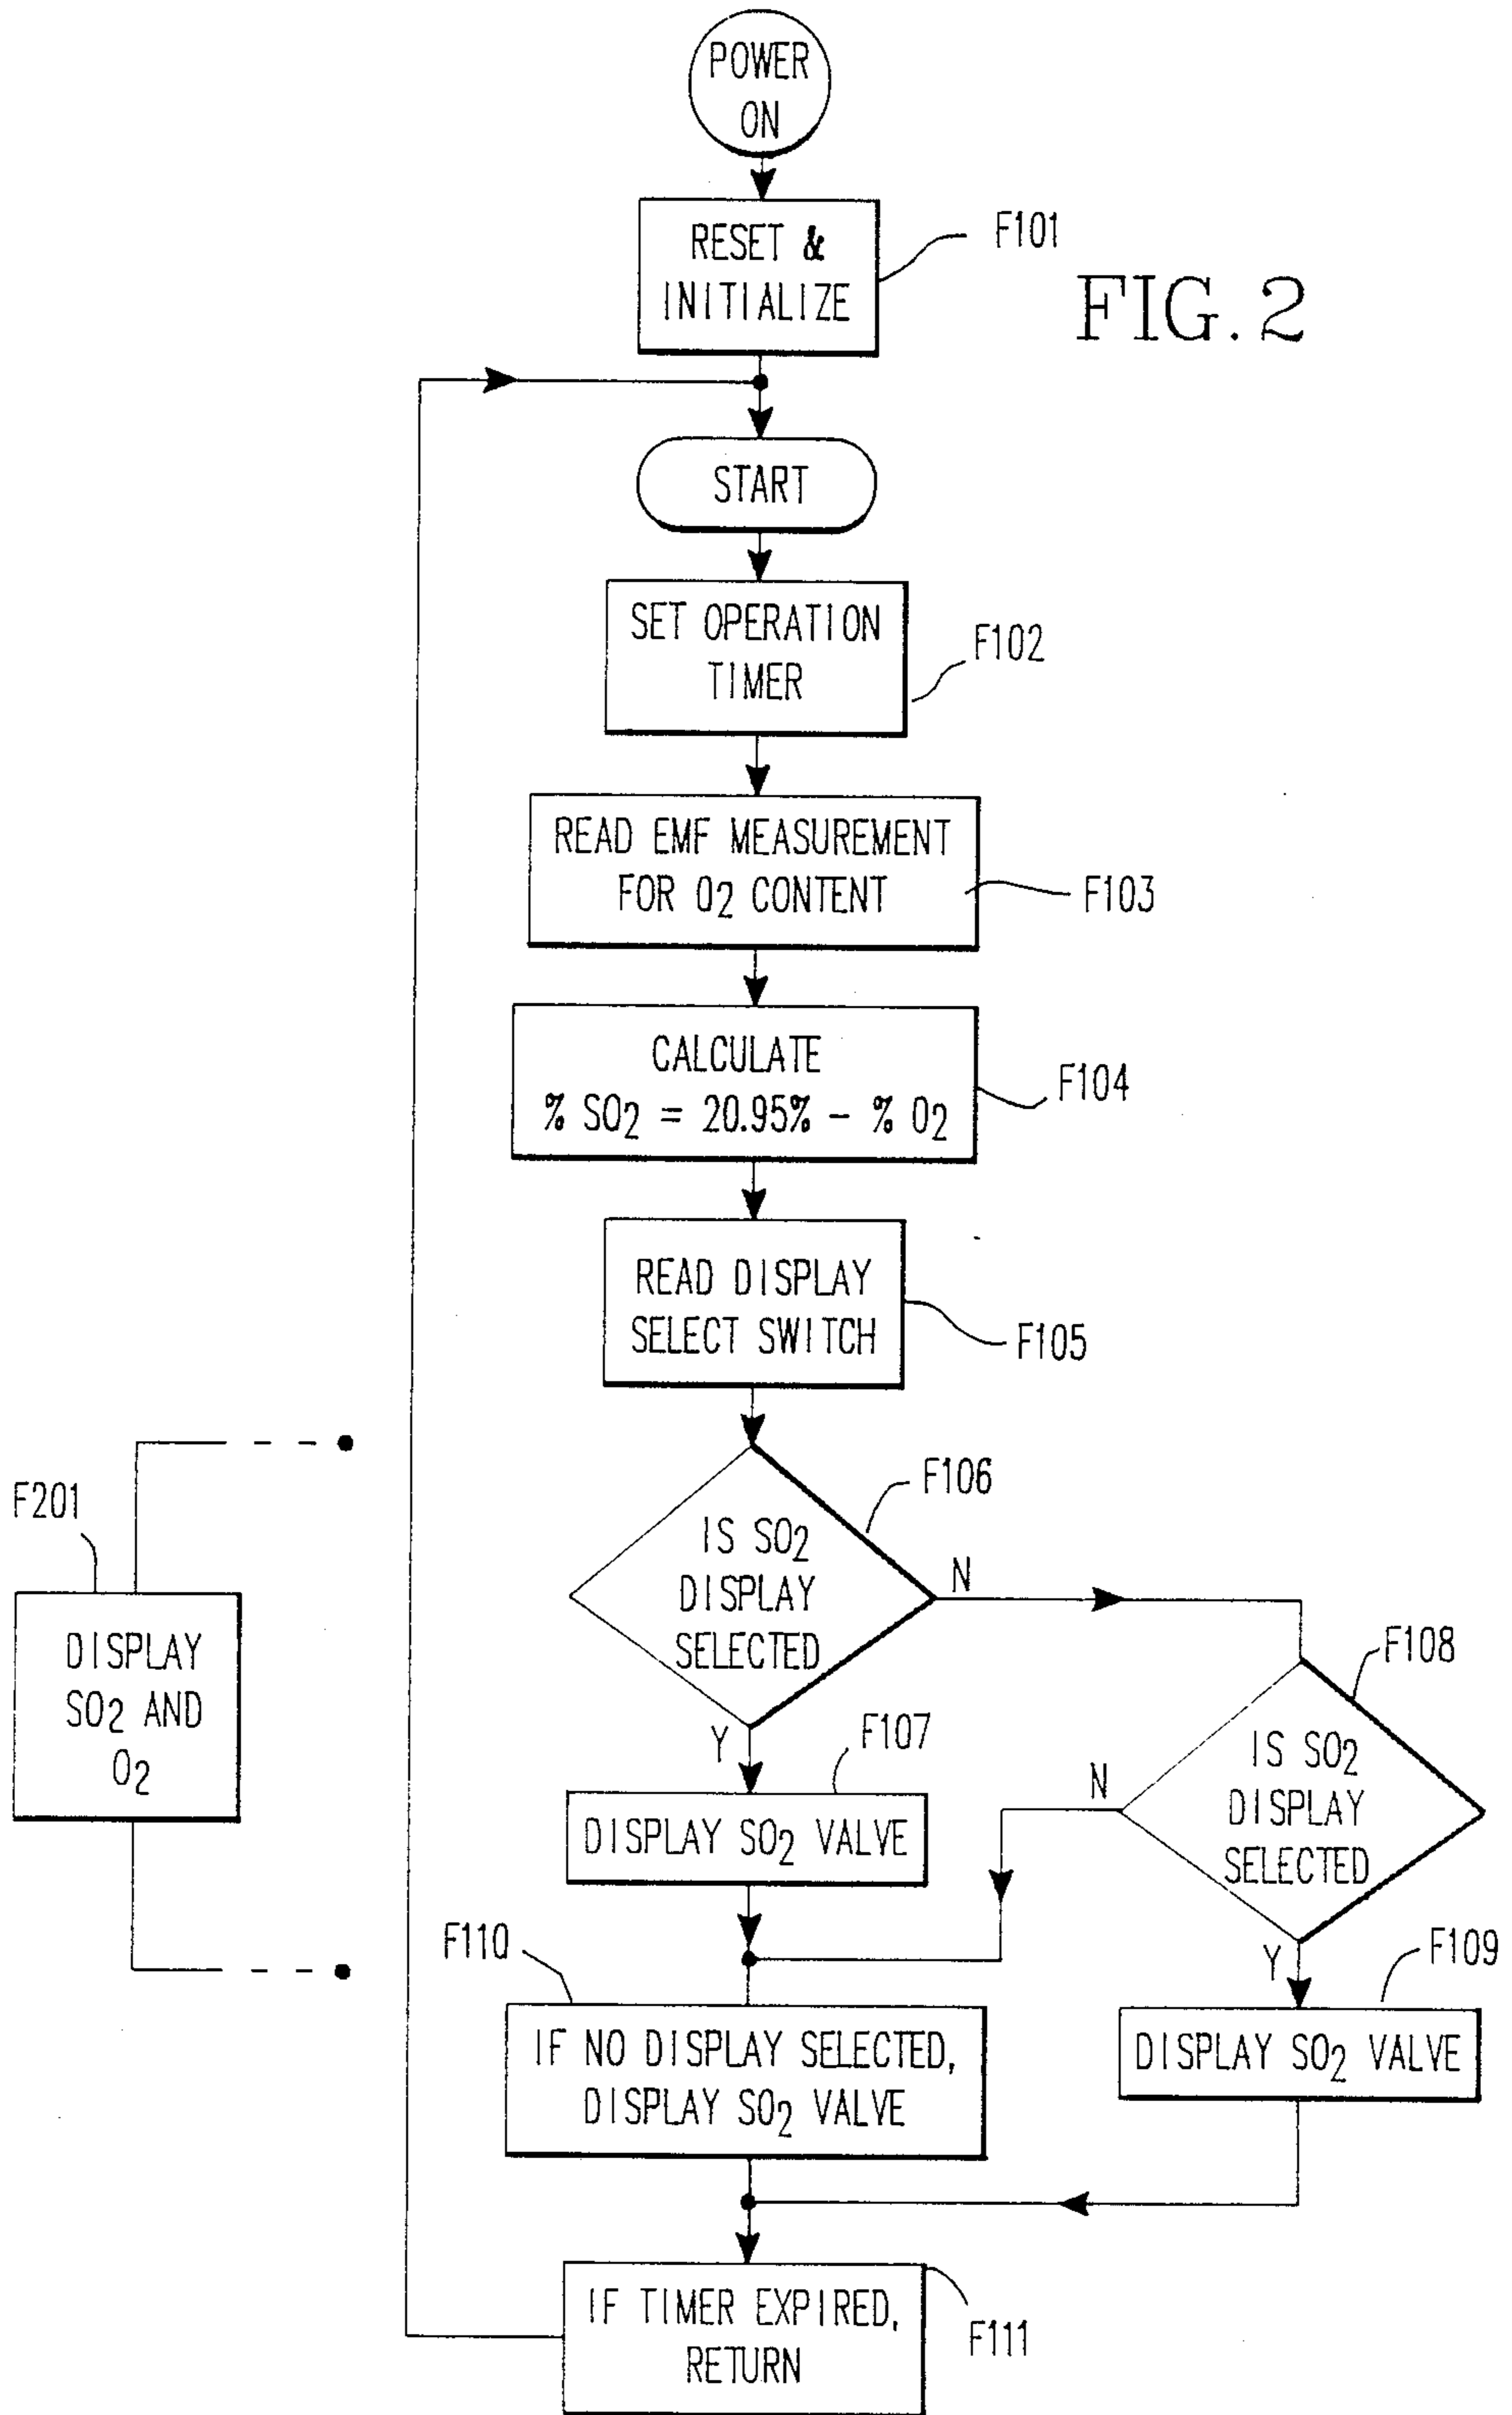 POWER
ON
RESET &
INITIALIZE
F101
FIG. 2
START
SET OPERATION
TIMER
F102
READ EMF MEASUREMENT
FOR O2 CONTENT
F103
CALCULATE
% SO2 = 20.95% - % O2
F104
READ DISPLAY
SELECT SWITCH
F105
F201
DISPLAY
SO2 AND
O2
IS SO2
DISPLAY
SELECTED
F106
N
Y
F107
DISPLAY SO2 VALVE
F108
IS SO2
DISPLAY
SELECTED
N
Y
F109
DISPLAY SO2 VALVE
F110
IF NO DISPLAY SELECTED,
DISPLAY SO2 VALVE
IF TIMER EXPIRED,
RETURN
F111